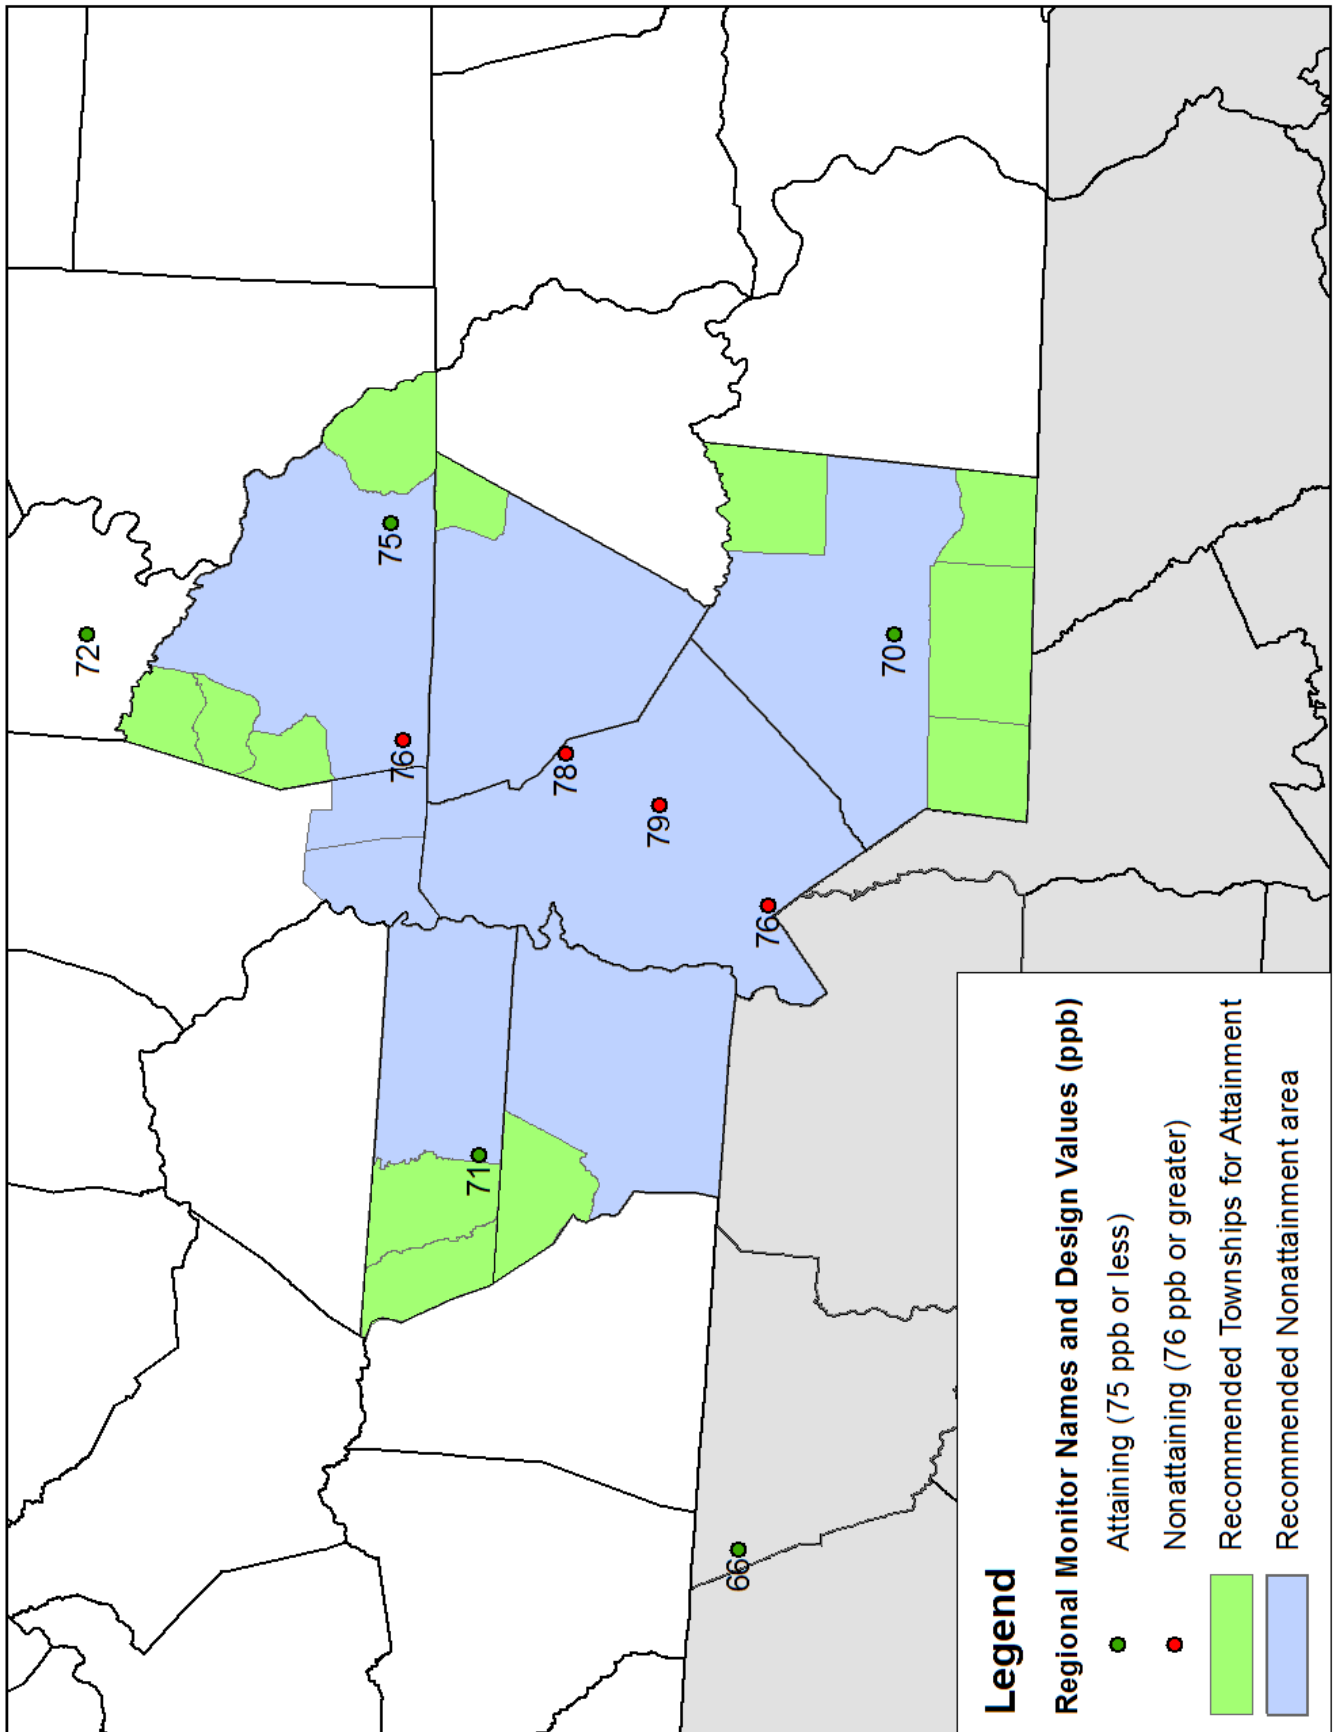 72
75
76
78
79
76
70
71
66
Legend
Regional Monitor Names and Design Values (ppb)
Attaining (75 ppb or less)
Nonattaining (76 ppb or greater)
Recommended Townships for Attainment
Recommended Nonattainment area